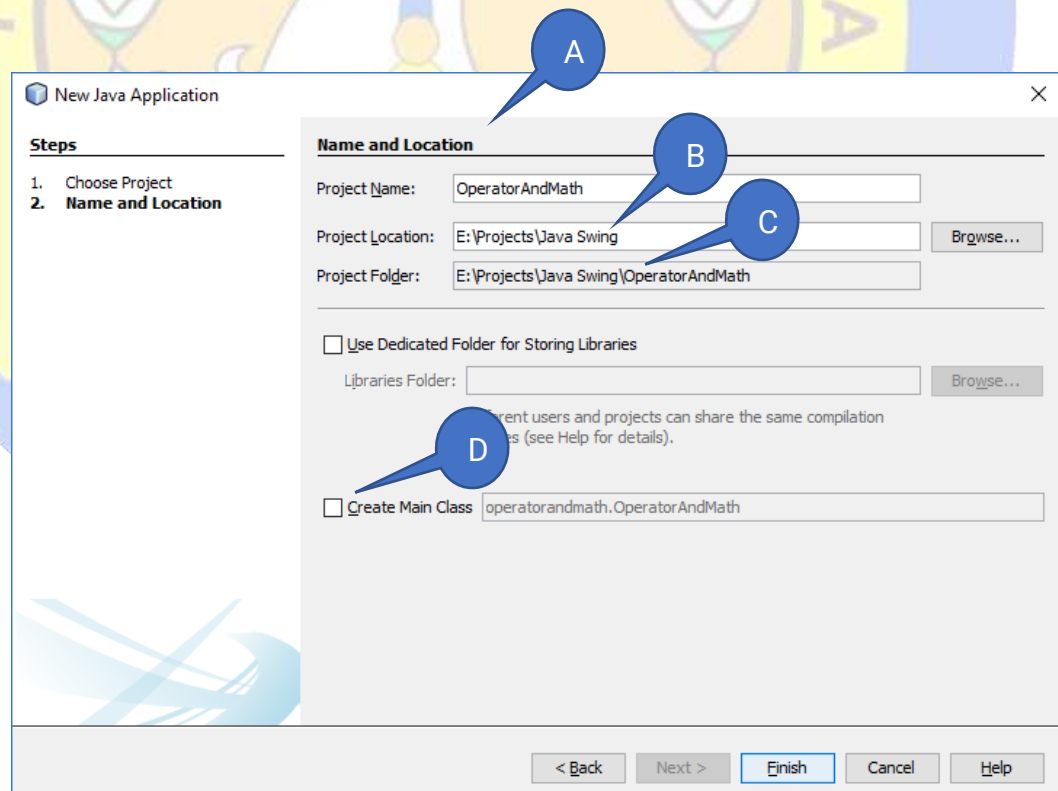 A
New Java Application
Steps
1. Choose Project
2. Name and Location
Name and Location
B
Project Name: OperatorAndMath
C
Project Location: E:\Projects\Java Swing Browse...
Project Folder: E:\Projects\Java Swing\OperatorAndMath
Use Dedicated Folder for Storing Libraries
Libraries Folder: Browse...
users and projects can share the same compilation
(see Help for details).
D
Create Main Class operatorandmath.OperatorAndMath
< Back Next > Finish Cancel Help
A